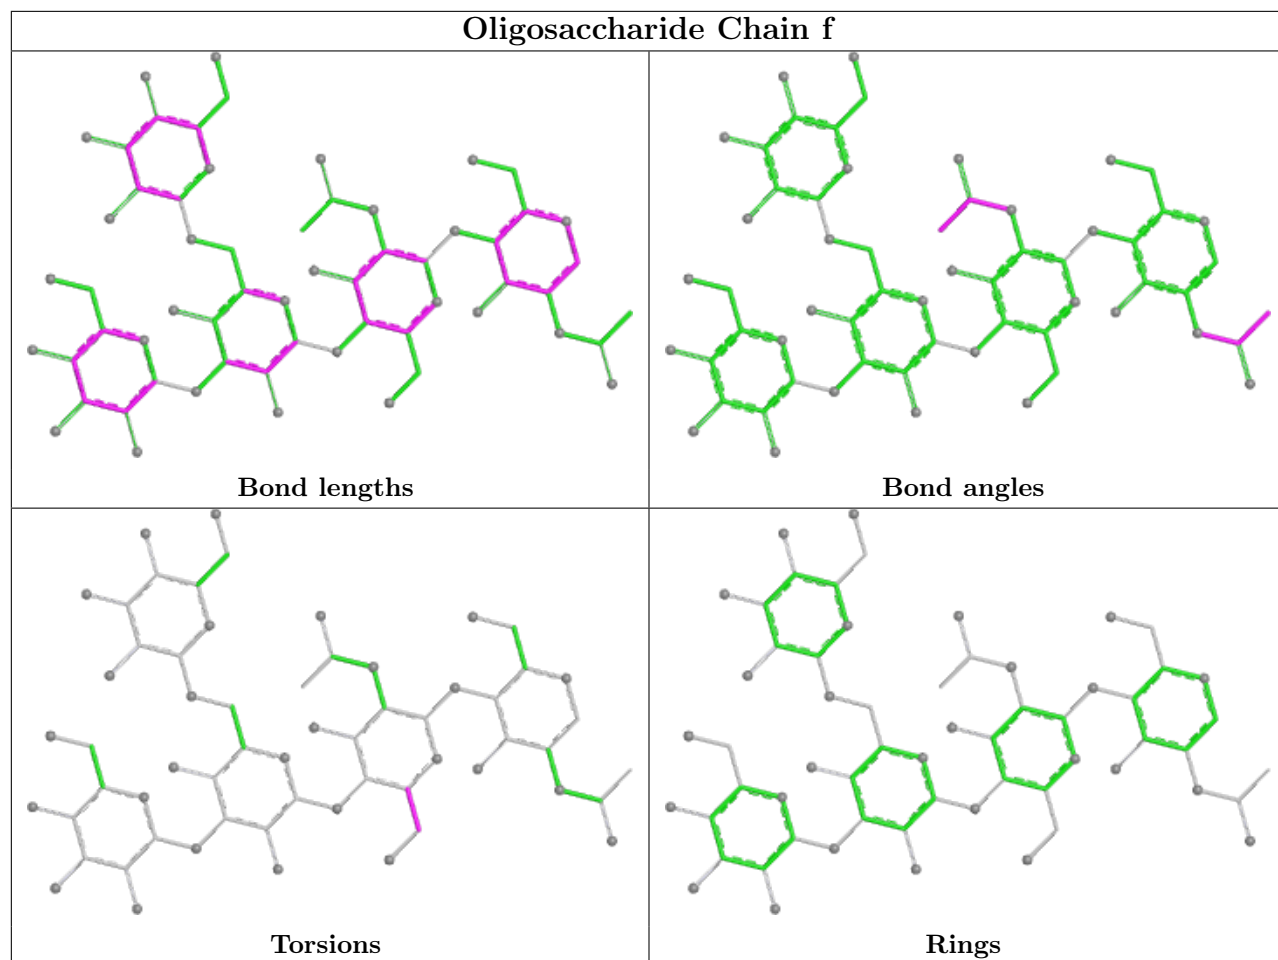 Oligosaccharide Chain f
Bond lengths
Bond angles
Torsions
Rings